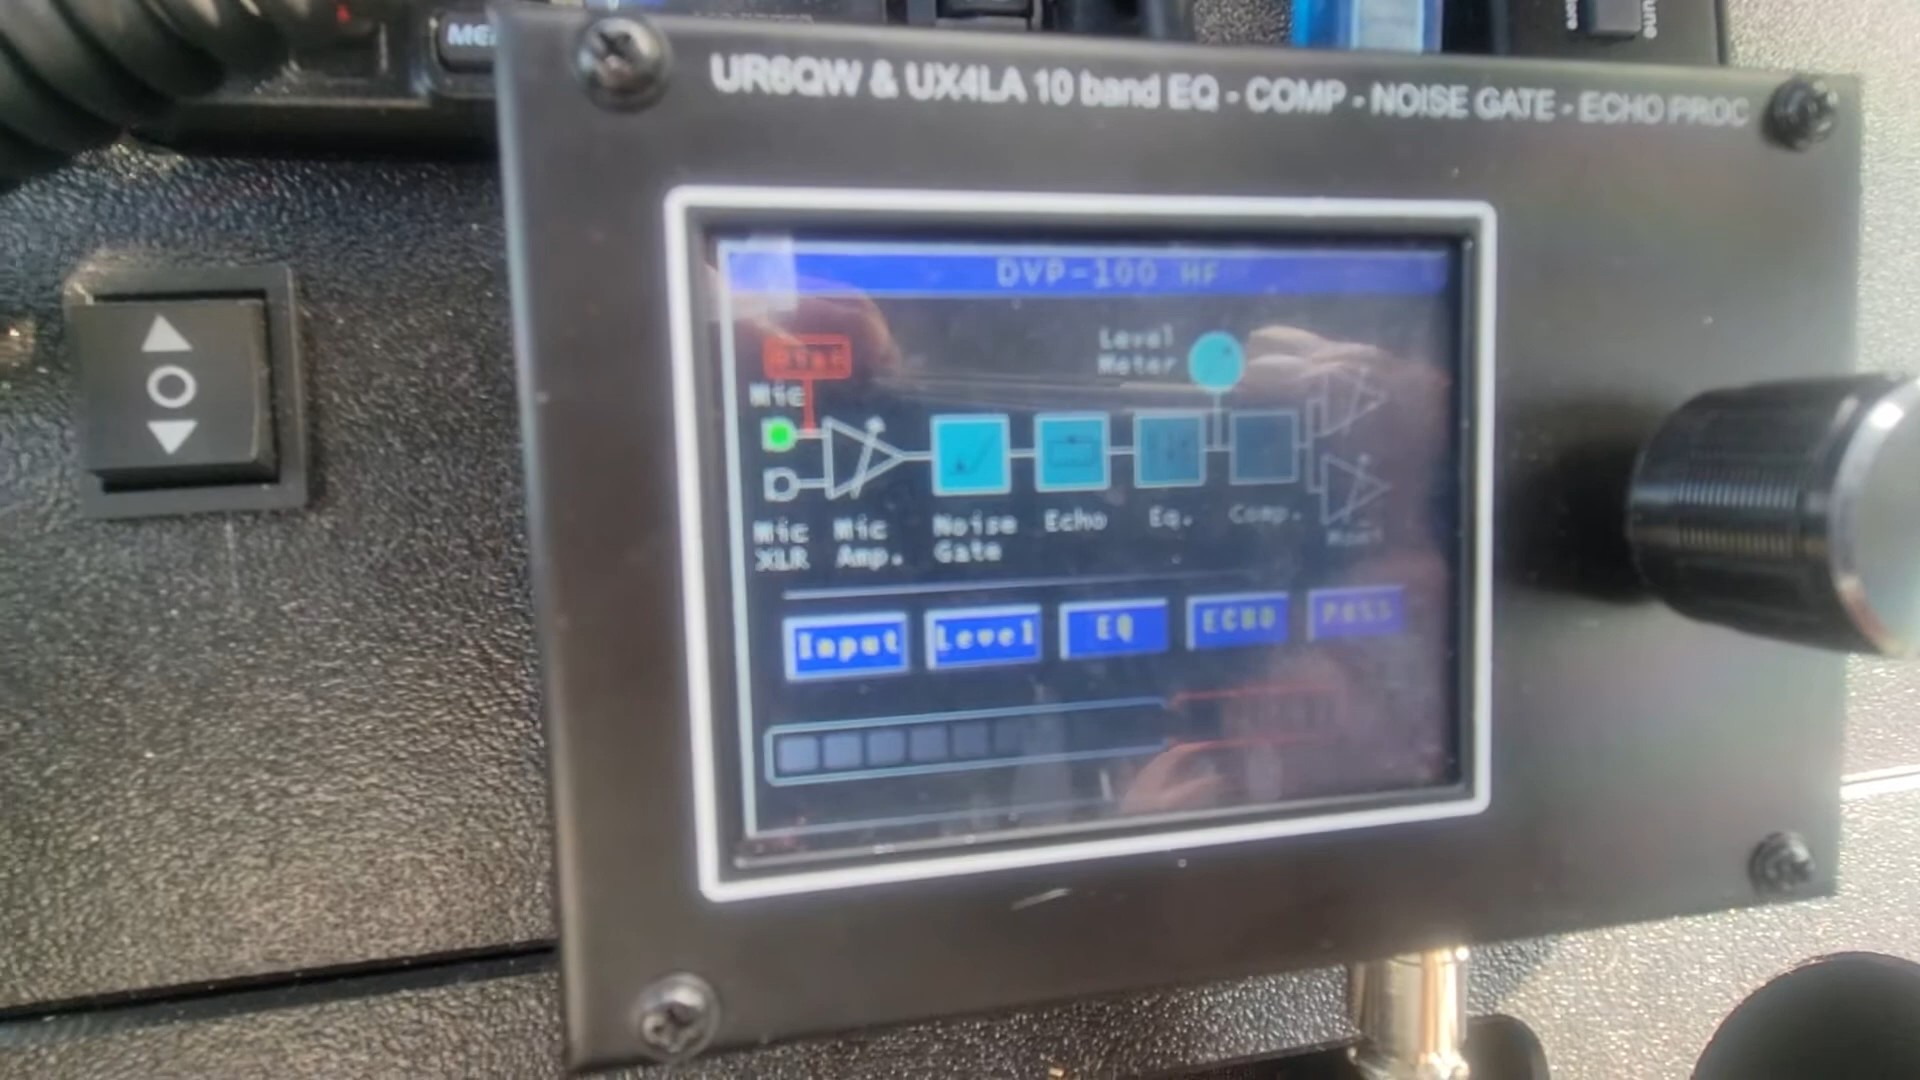 UR6QW & UX4LA 10 band EQ - COMP - NOISE GATE - ECHO PROC
DVP-100 HF
Level
Meter
Mic
Mic
XLR
Mic
Amp.
Noise
Gate
Echo
Eq.
Comp.
Input
Level
EQ
ECHO
PASS